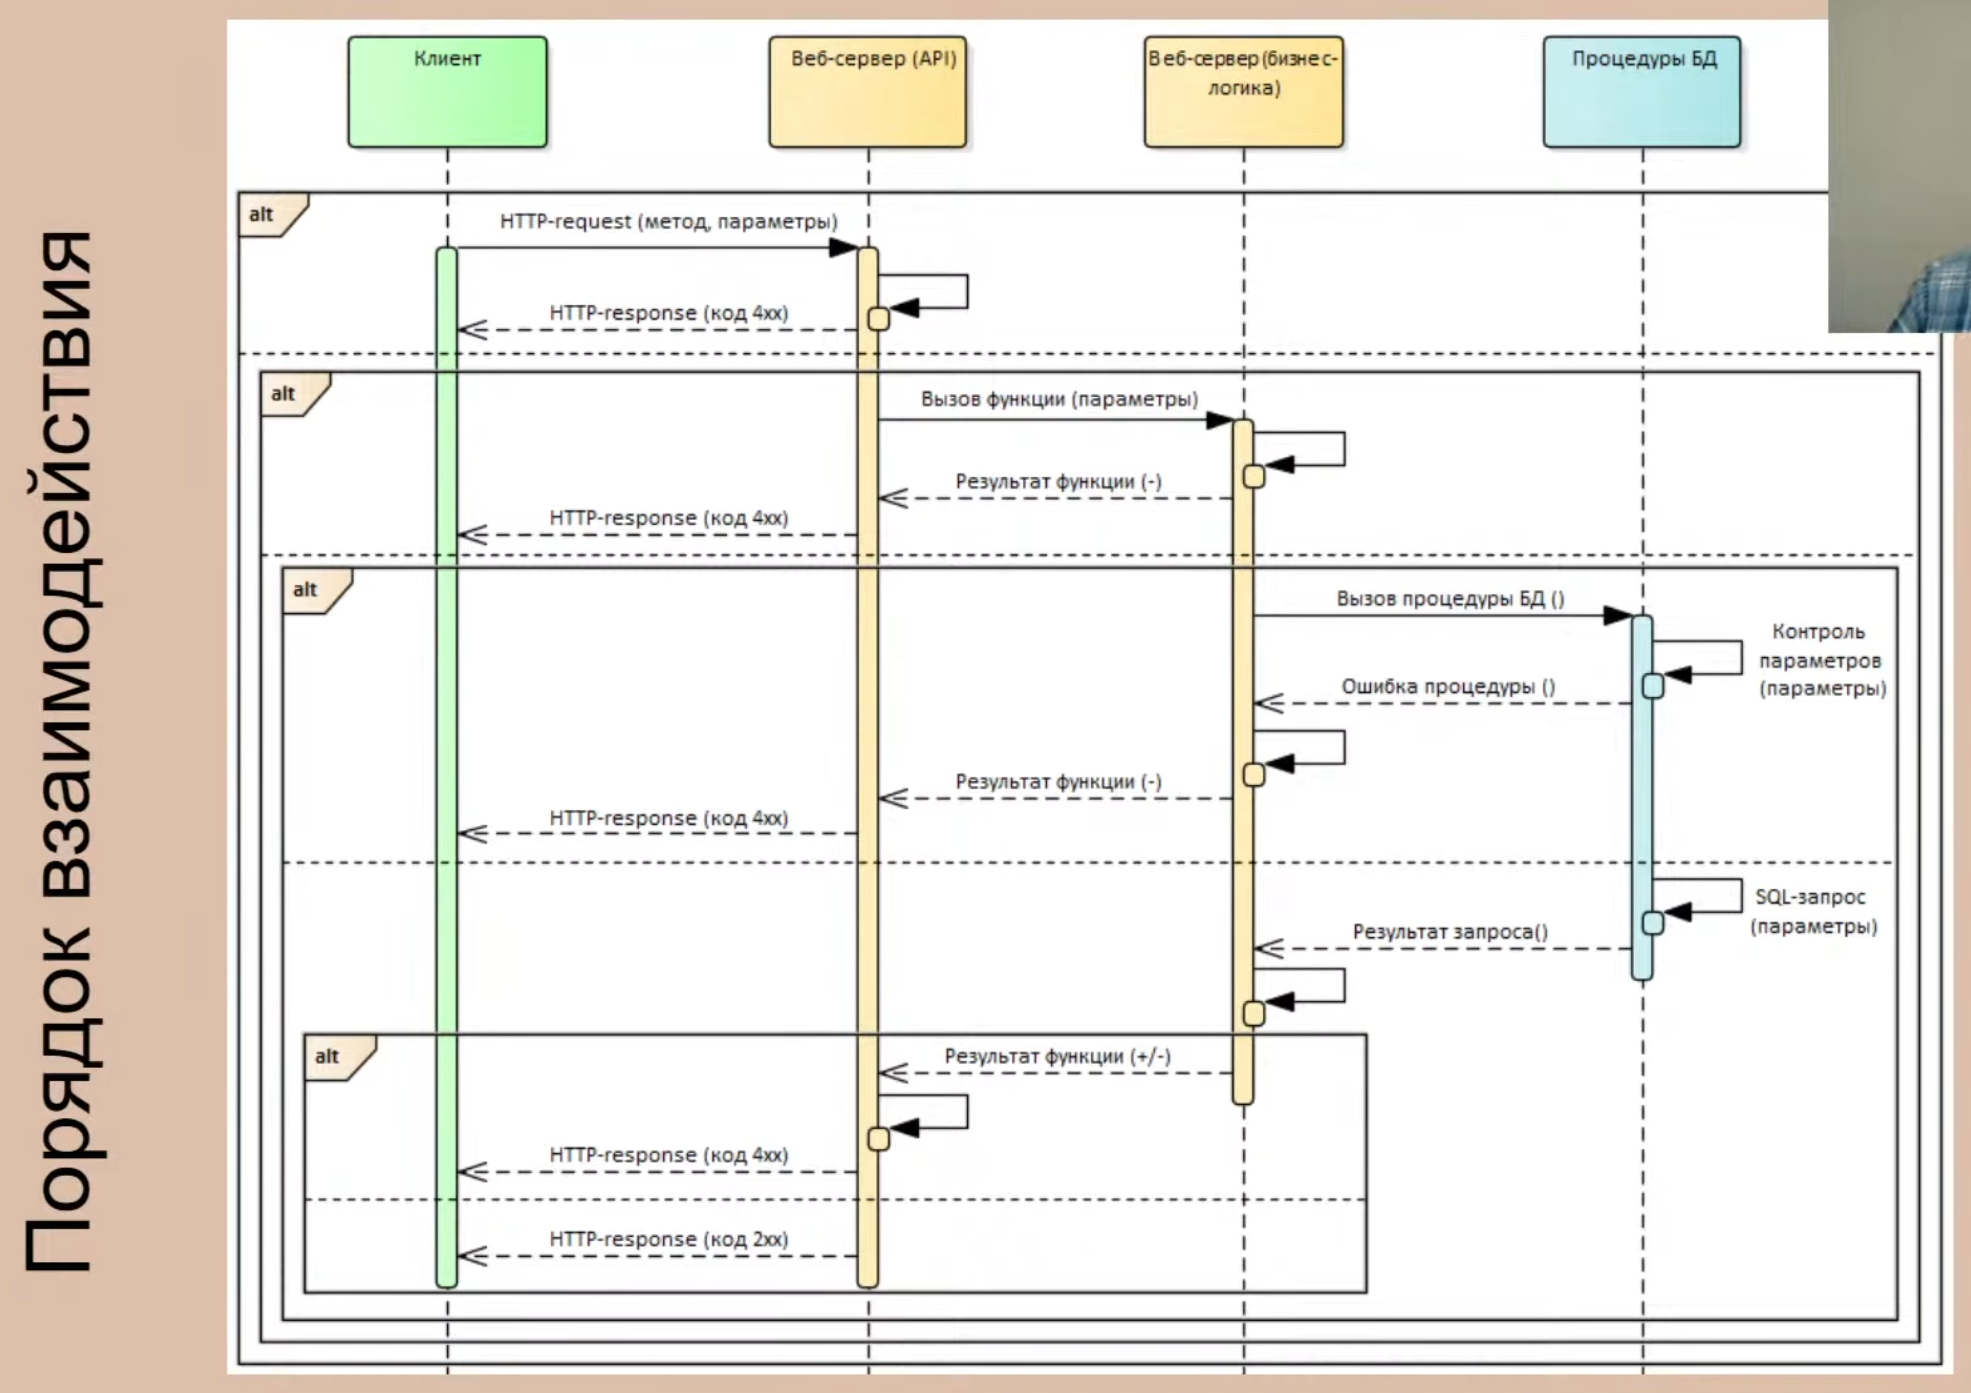 Порядок взаимодействия
Клиент
Веб-сервер (API)
Веб-сервер(бизнес-
логика)
Процедуры БД
alt
HTTP-request (метод, параметры)
HTTP-response (код 4xx)
alt
Вызов функции (параметры)
Результат функции (-)
HTTP-response (код 4xx)
alt
Вызов процедуры БД ()
Контроль
параметров
(параметры)
Ошибка процедуры ()
Результат функции (-)
HTTP-response (код 4xx)
SQL-запрос
(параметры)
Результат запроса()
alt
Результат функции (+/-)
HTTP-response (код 4xx)
HTTP-response (код 2xx)